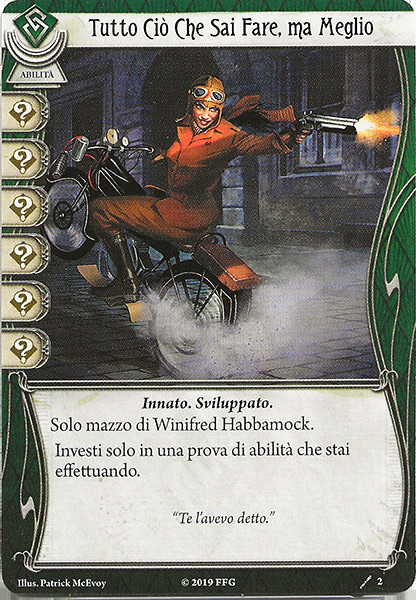 Tutto Ciò Che Sai Fare, ma Meglio
ABILITÀ
?
?
?
?
?
?
Innato. Sviluppato.
Solo mazzo di Winifred Habbamock.
Investi solo in una prova di abilità che stai
effettuando.
“Te l’avevo detto.”
Illus. Patrick McEvoy
© 2019 FFG
2